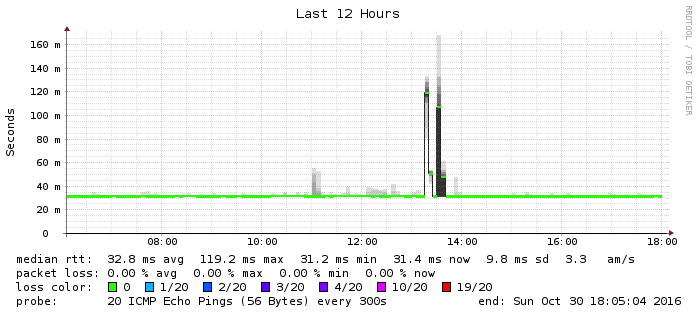 Last 12 Hours
RRDTOOL / TOBI OETIKER
Seconds
160 m
140 m
120 m
100 m
80 m
60 m
40 m
20 m
0
08:00 10:00 12:00 14:00 16:00 18:00
median rtt: 32.8 ms avg 119.2 ms max 31.2 ms min 31.4 ms now 9.8 ms sd 3.3 am/s
packet loss: 0.00 % avg 0.00 % max 0.00 % min 0.00 % now
loss color: 0 1/20 2/20 3/20 4/20 10/20 19/20
probe: 20 ICMP Echo Pings (56 Bytes) every 300s end: Sun Oct 30 18:05:04 2016